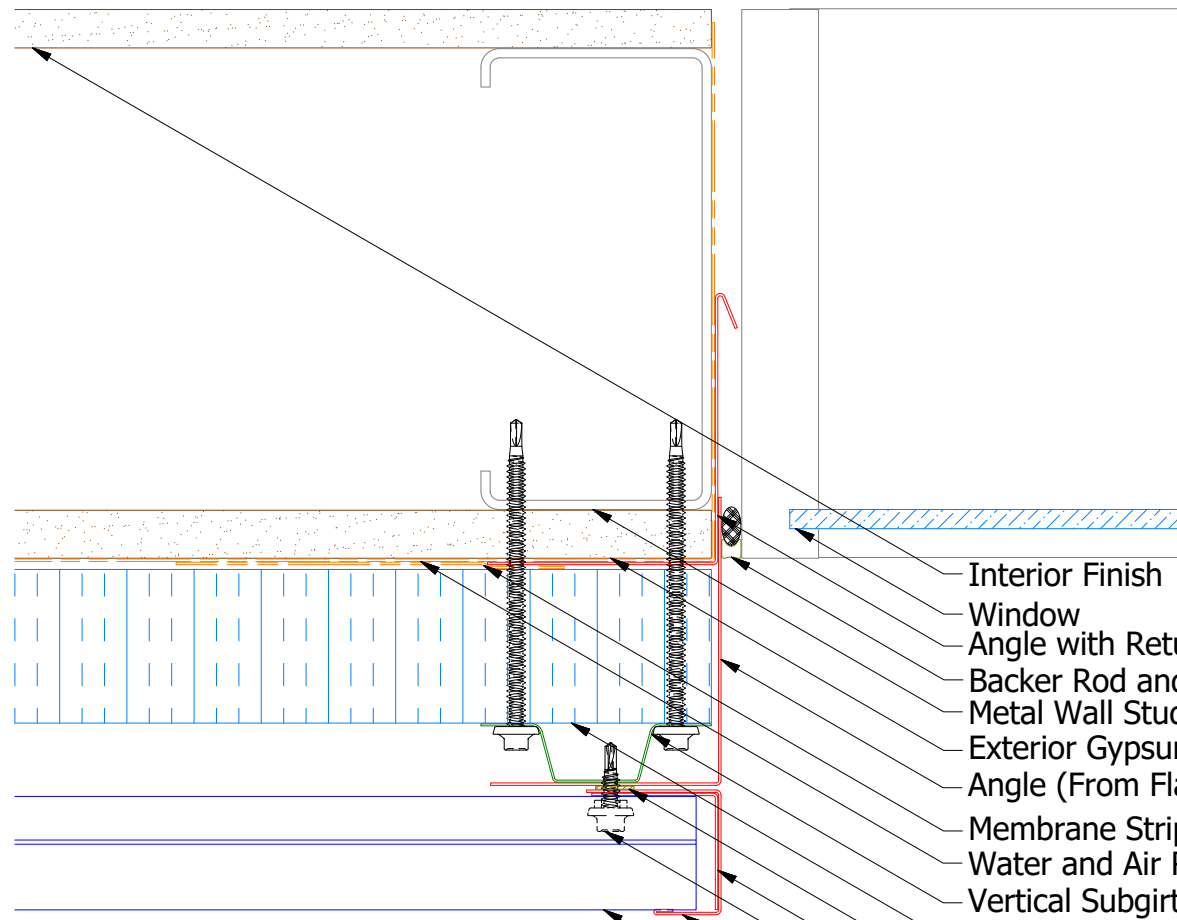 Interior Finish
Window
Angle with Retu
Backer Rod and
Metal Wall Stud
Exterior Gypsum
Angle (From Fla
Membrane Strip
Water and Air
Vertical Subgirt